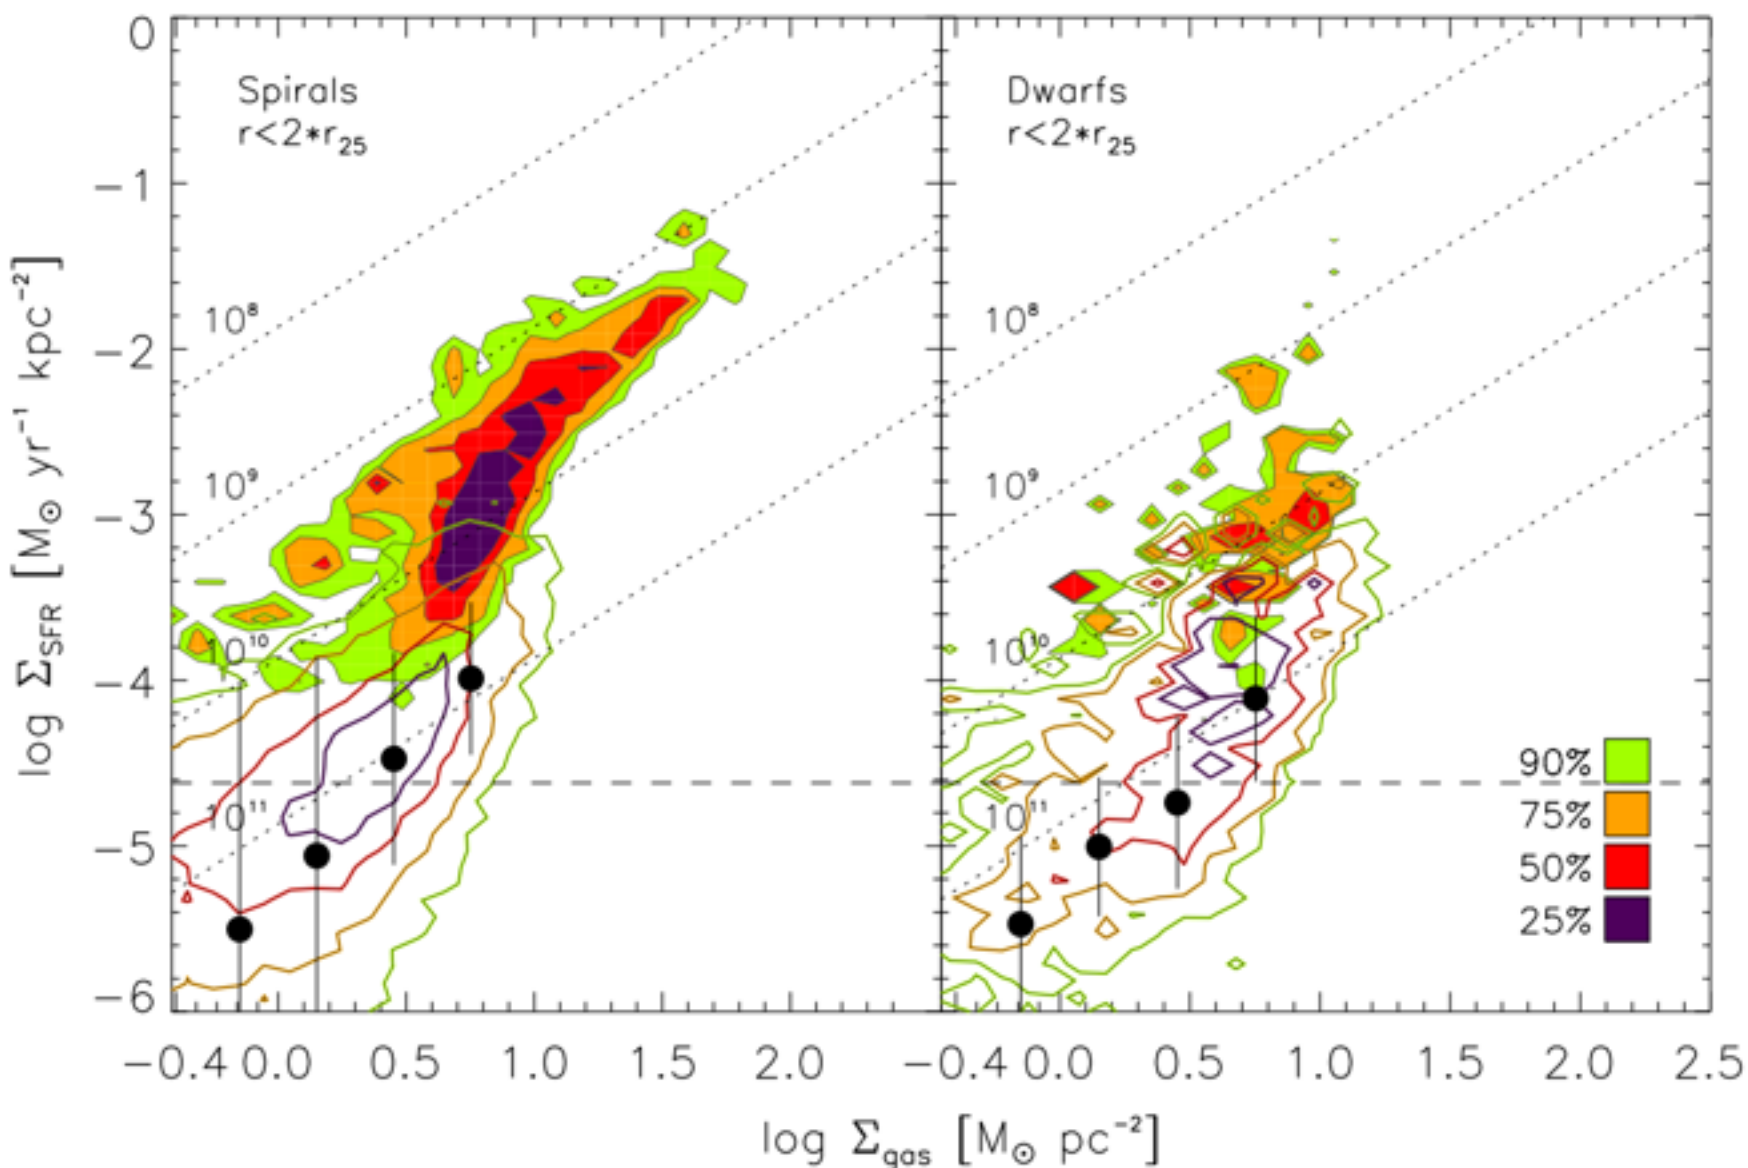 Spirals
r<2*r₂₅
Dwarfs
r<2*r₂₅
0
−1
−2
−3
−4
−5
−6
log Σ_SFR [M⊙ yr⁻¹ kpc⁻²]
10⁸
10⁹
10¹⁰
10¹¹
10⁸
10⁹
10¹⁰
10¹¹
90%
75%
50%
25%
−0.4 0.0 0.5 1.0 1.5 2.0 −0.4 0.0 0.5 1.0 1.5 2.0 2.5
log Σ_gas [M⊙ pc⁻²]